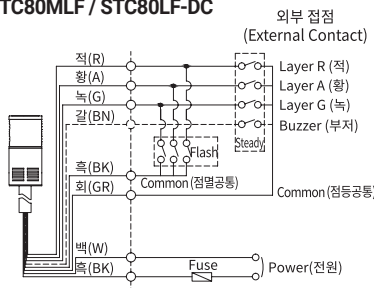 STC80MLF / STC80LF-DC
외부 접점
(External Contact)
적(R)
Layer R (적)
황(A)
Layer A (황)
녹(G)
Layer G (녹)
갈(BN)
Buzzer (부저)
Flash
Steady
흑(BK)
회(GR)
Common (점멸공통)
Common (점등공통)
백(W)
흑(BK)
Fuse
Power(전원)